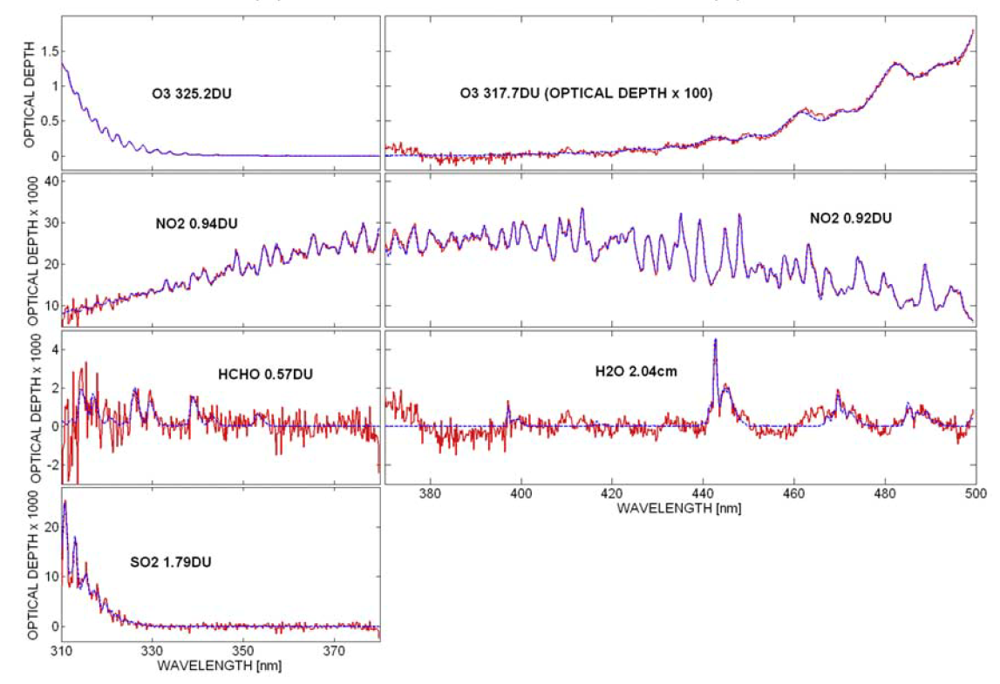 OPTICAL DEPTH
1.5
1
0.5
0
O3 325.2DU
O3 317.7DU (OPTICAL DEPTH x 100)
OPTICAL DEPTH x 1000
40
30
20
10
NO2 0.94DU
NO2 0.92DU
OPTICAL DEPTH x 1000
4
2
0
-2
HCHO 0.57DU
H2O 2.04cm
380 400 420 440 460 480 500
WAVELENGTH [nm]
OPTICAL DEPTH x 1000
20
10
0
SO2 1.79DU
310 330 350 370
WAVELENGTH [nm]